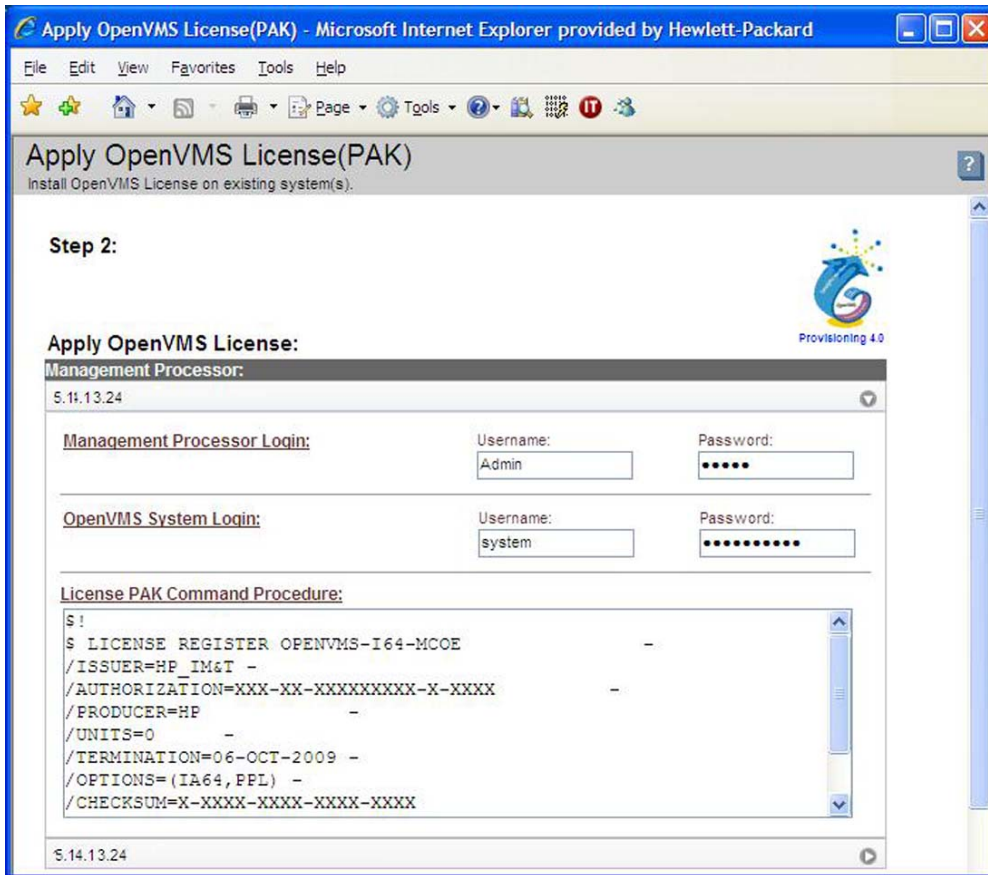 Apply OpenVMS License(PAK) - Microsoft Internet Explorer provided by Hewlett-Packard
File Edit View Favorites Tools Help
Page Tools
Apply OpenVMS License(PAK)
Install OpenVMS License on existing system(s).
Step 2:
Provisioning 4.0
Apply OpenVMS License:
Management Processor:
5.14.13.24
Management Processor Login: Username: Password:
Admin •••••
OpenVMS System Login: Username: Password:
system ••••••••••
License PAK Command Procedure:
$!
$ LICENSE REGISTER OPENVMS-I64-MCOE -
/ISSUER=HP_IM&T -
/AUTHORIZATION=XXX-XX-XXXXXXXXX-X-XXXX -
/PRODUCER=HP -
/UNITS=0 -
/TERMINATION=06-OCT-2009 -
/OPTIONS=(IA64,PPL) -
/CHECKSUM=X-XXXX-XXXX-XXXX-XXXX
5.14.13.24